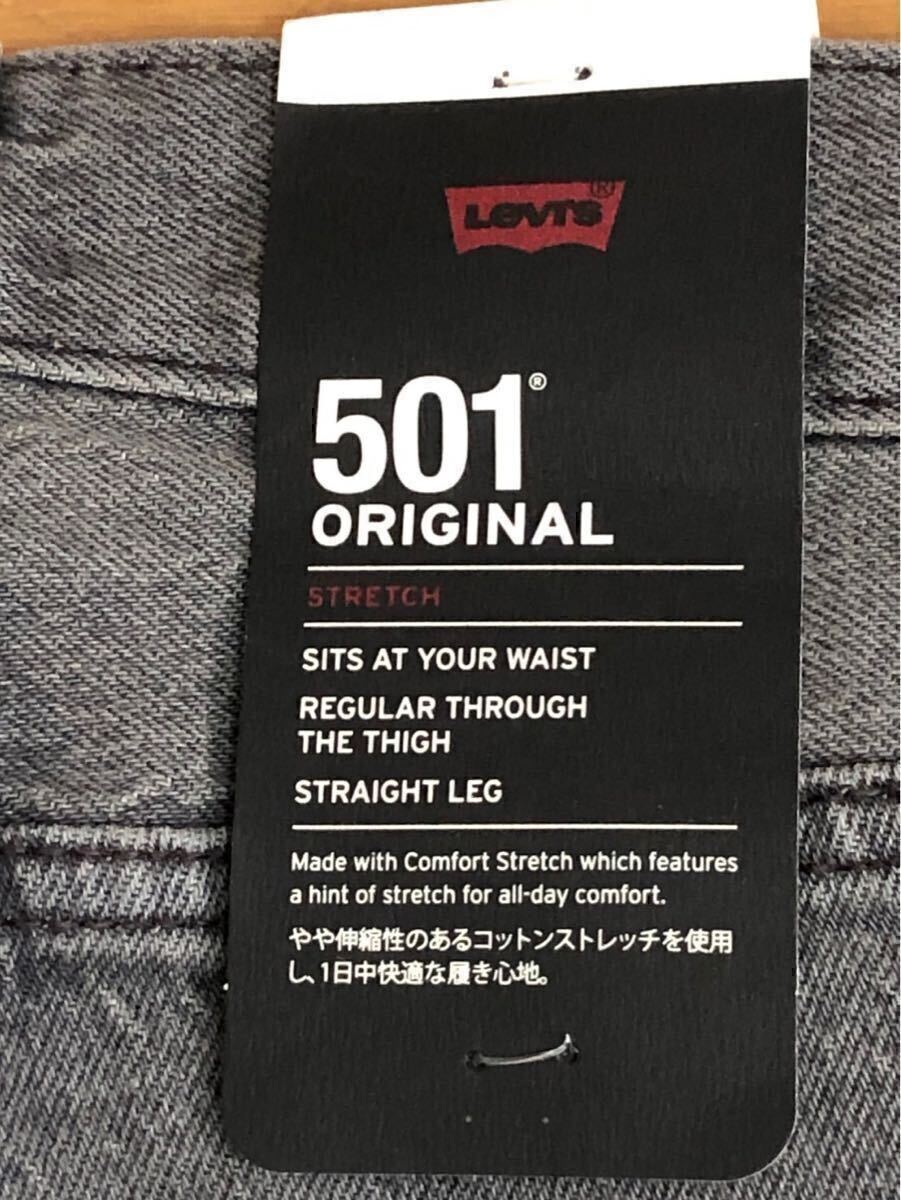 LEVI'S®
501®
ORIGINAL
STRETCH
SITS AT YOUR WAIST
REGULAR THROUGH
THE THIGH
STRAIGHT LEG
Made with Comfort Stretch which features
a hint of stretch for all-day comfort.
やや伸縮性のあるコットンストレッチを使用
し、1日中快適な履き心地。